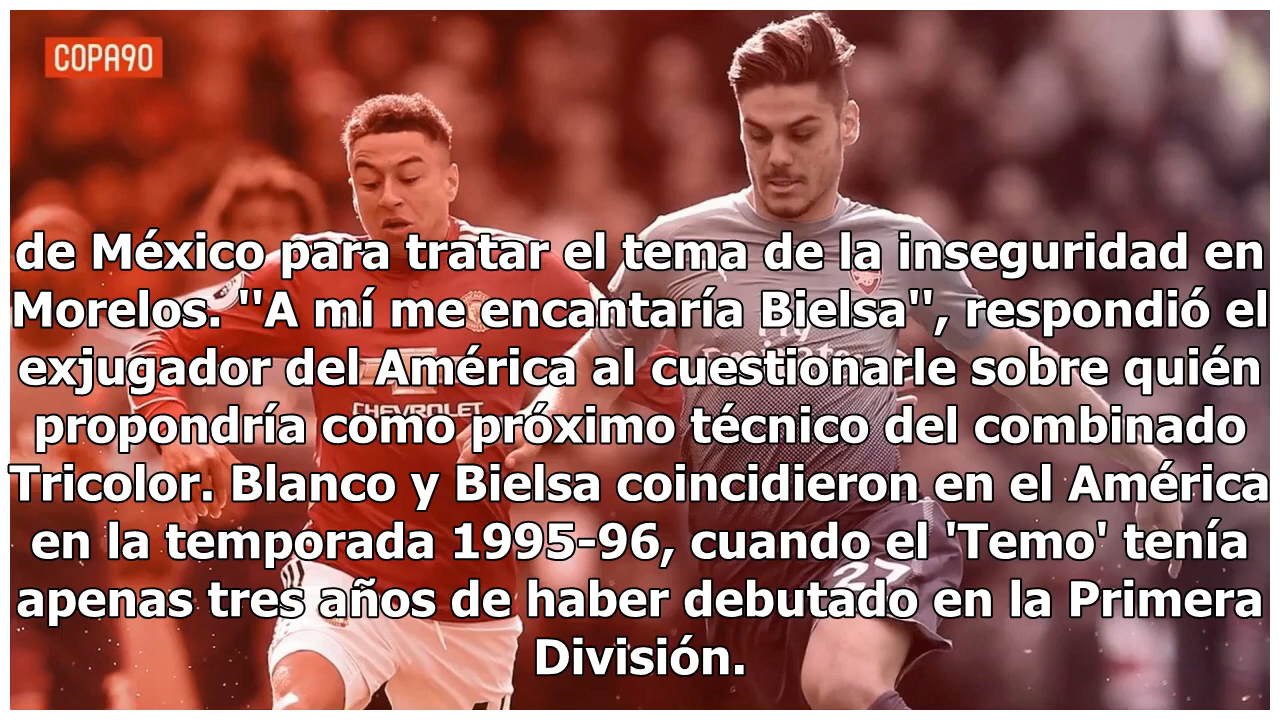 COPA90
de México para tratar el tema de la inseguridad en
Morelos. ''A mí me encantaría Bielsa'', respondió el
exjugador del América al cuestionarle sobre quién
propondría como próximo técnico del combinado
Tricolor. Blanco y Bielsa coincidieron en el América
en la temporada 1995-96, cuando el 'Temo' tenía
apenas tres años de haber debutado en la Primera
División.
CHEVROLET
27